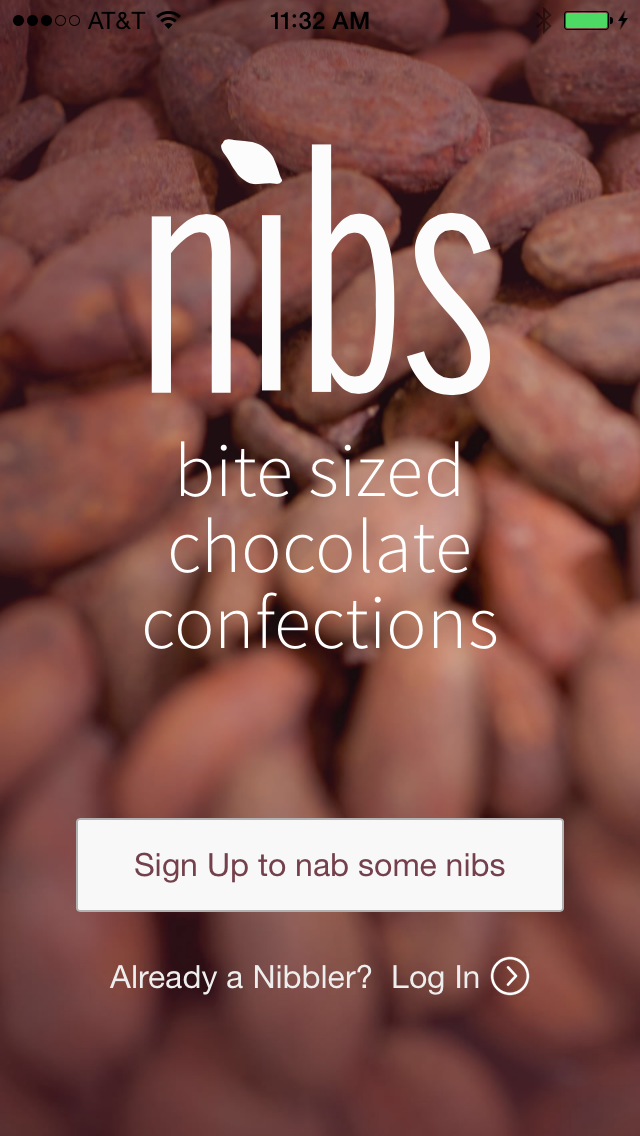 AT&T 11:32 AM
nibs
bite sized
chocolate
confections
Sign Up to nab some nibs
Already a Nibbler? Log In